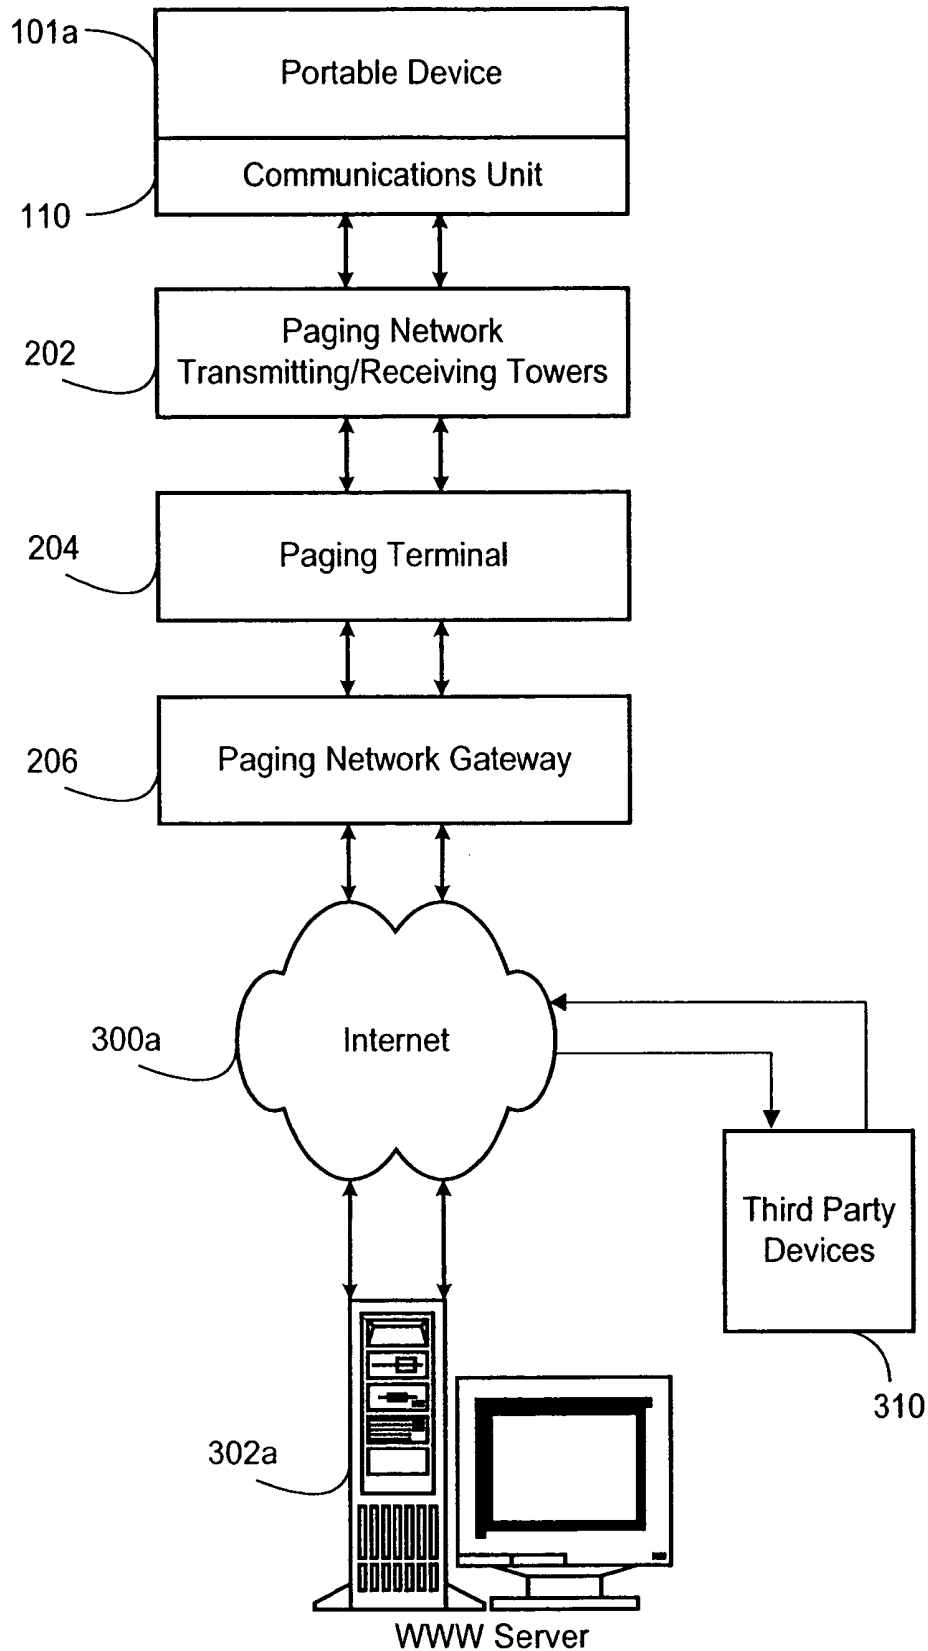 101a
Portable Device
Communications Unit
110
Paging Network
Transmitting/Receiving Towers
202
Paging Terminal
204
Paging Network Gateway
206
Internet
300a
Third Party
Devices
310
302a
WWW Server